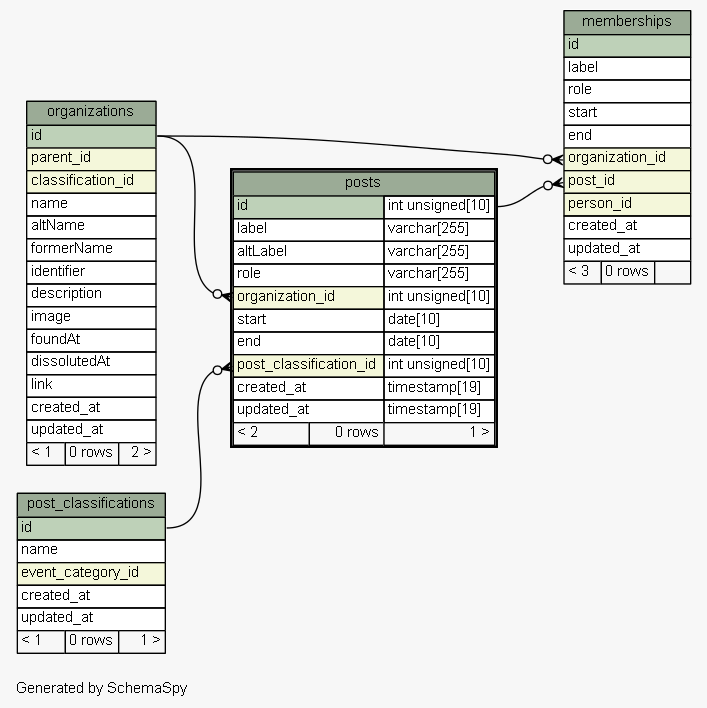 memberships
id
label
role
start
end
organization_id
post_id
person_id
created_at
updated_at
< 3 0 rows
organizations
id
parent_id
classification_id
name
altName
formerName
identifier
description
image
foundAt
dissolutedAt
link
created_at
updated_at
< 1 0 rows 2 >
posts
id int unsigned[10]
label varchar[255]
altLabel varchar[255]
role varchar[255]
organization_id int unsigned[10]
start date[10]
end date[10]
post_classification_id int unsigned[10]
created_at timestamp[19]
updated_at timestamp[19]
< 2 0 rows 1 >
post_classifications
id
name
event_category_id
created_at
updated_at
< 1 0 rows 1 >
Generated by SchemaSpy